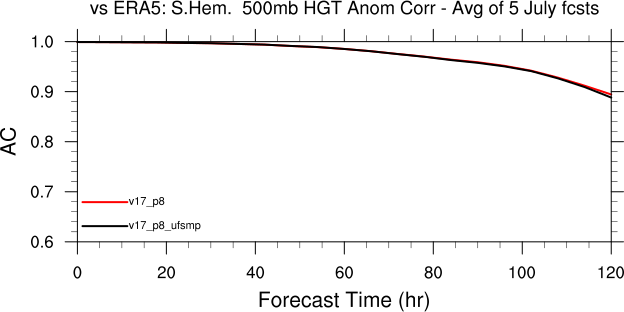 vs ERA5: S.Hem.  500mb HGT Anom Corr - Avg of 5 July fcsts
1.0
0.9
0.8
0.7
0.6
AC
v17_p8
v17_p8_ufsmp
0 20 40 60 80 100 120
Forecast Time (hr)